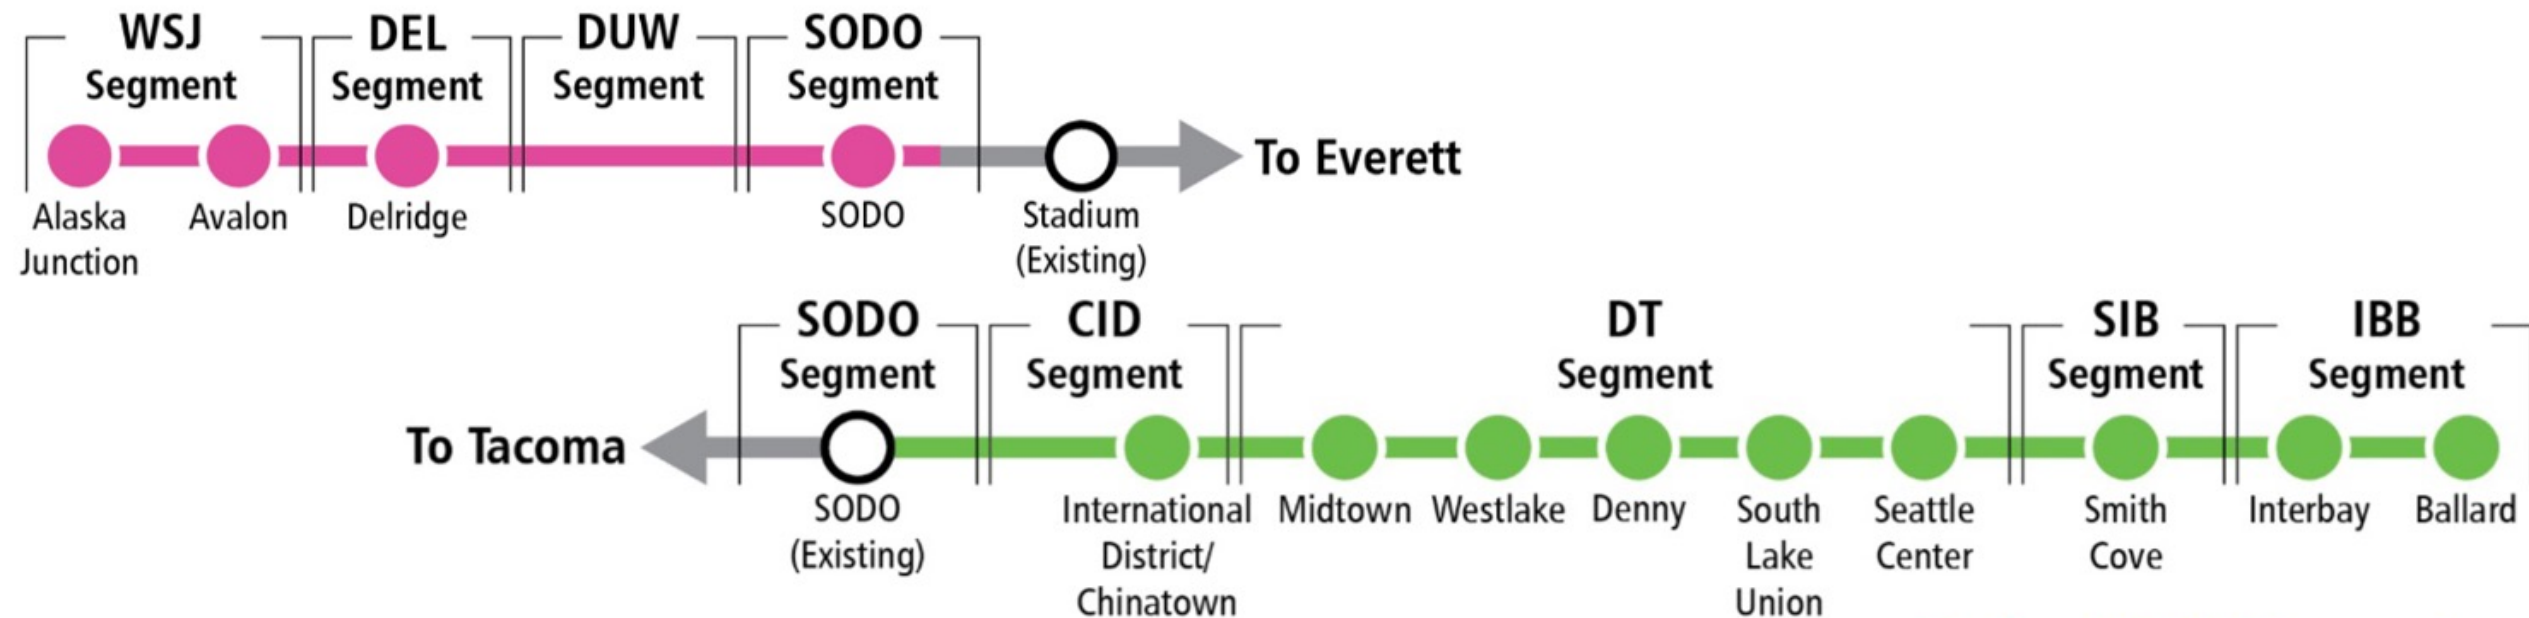 WSJ
Segment
DEL
Segment
DUW
Segment
SODO
Segment
To Everett
Alaska
Junction
Avalon
Delridge
SODO
Stadium
(Existing)
SODO
Segment
CID
Segment
DT
Segment
SIB
Segment
IBB
Segment
To Tacoma
SODO
(Existing)
International
District/
Chinatown
Midtown
Westlake
Denny
South
Lake
Union
Seattle
Center
Smith
Cove
Interbay
Ballard